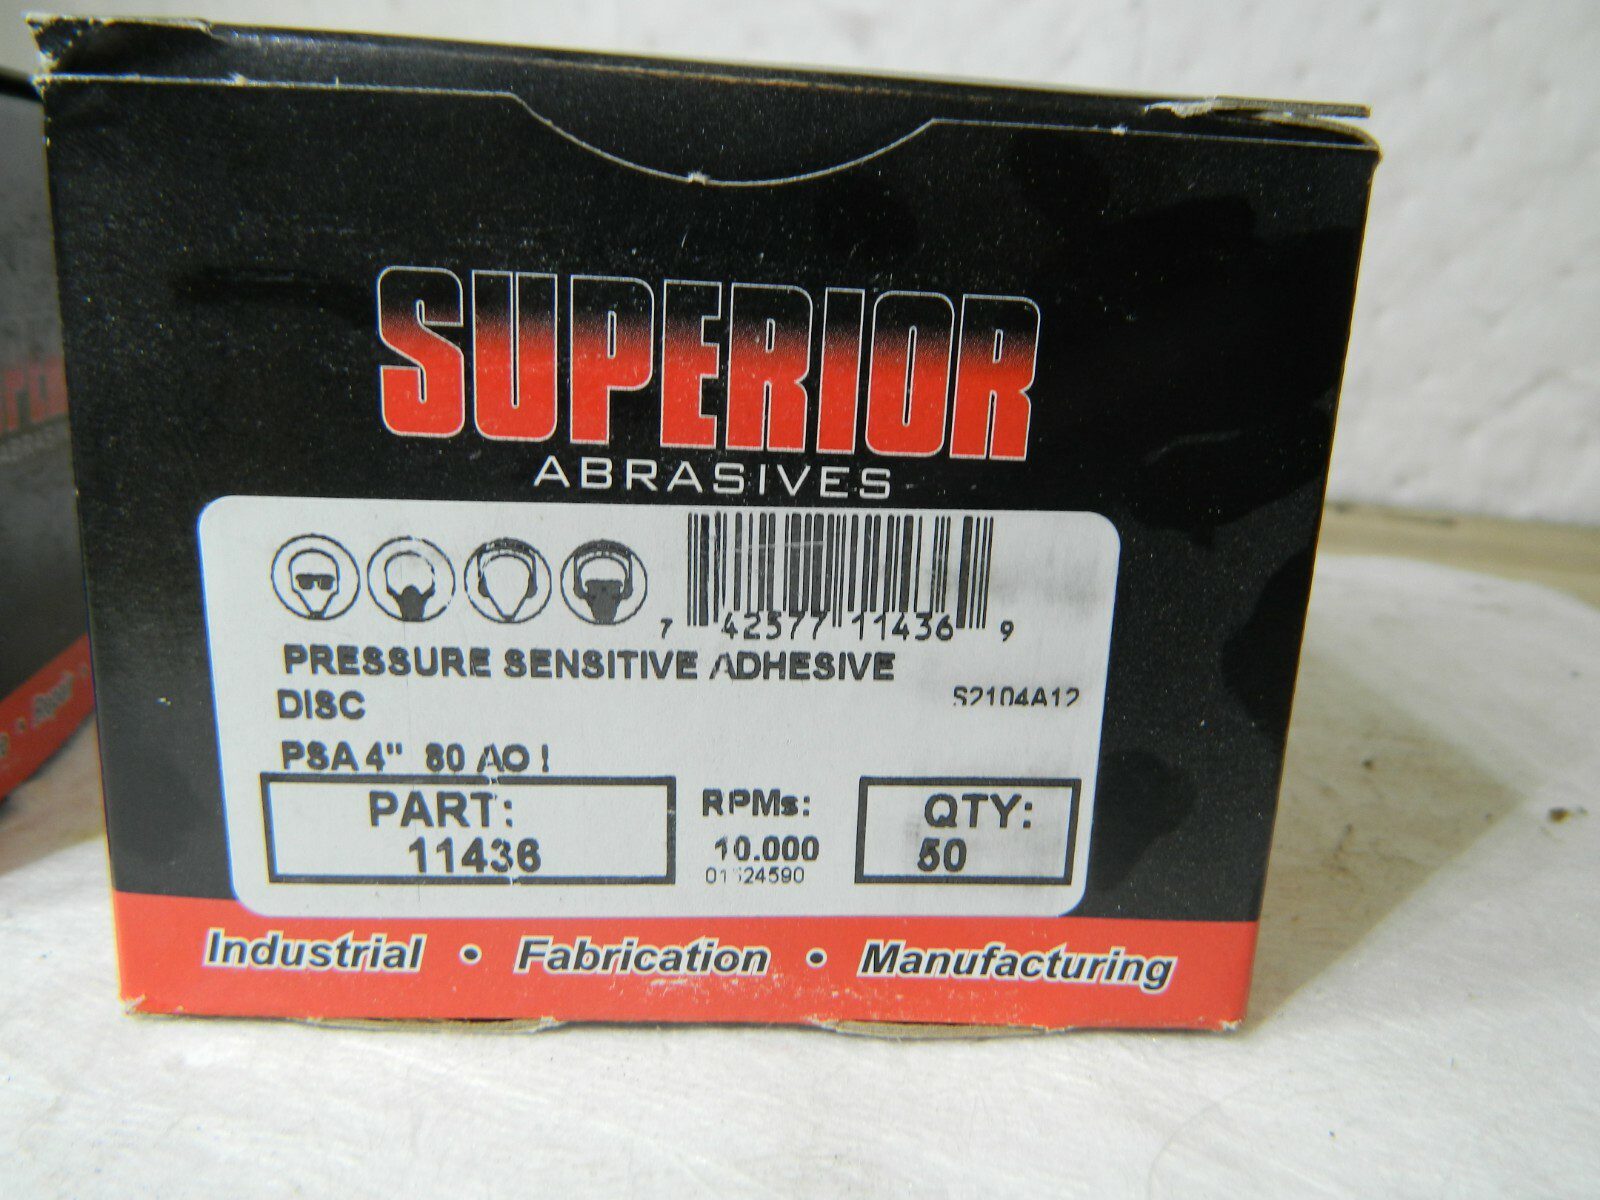 SUPERIOR
ABRASIVES
7 42577 11436 9
PRESSURE SENSITIVE ADHESIVE
DISC
S2104A12
PSA 4" 80 AO
PART: RPMs: QTY:
11436 10.000 50
Industrial • Fabrication • Manufacturing